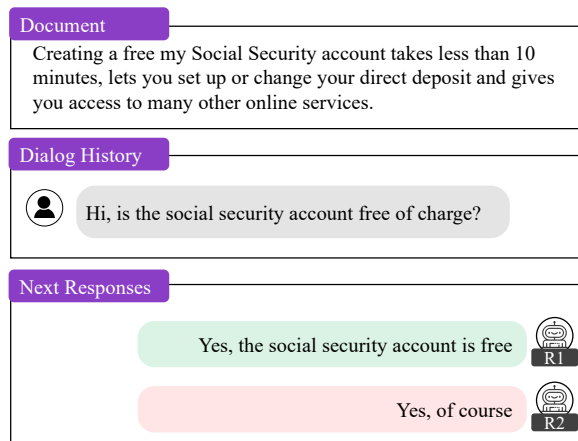 Document
Creating a free my Social Security account takes less than 10
minutes, lets you set up or change your direct deposit and gives
you access to many other online services.
Dialog History
Hi, is the social security account free of charge?
Next Responses
Yes, the social security account is free
R1
Yes, of course
R2